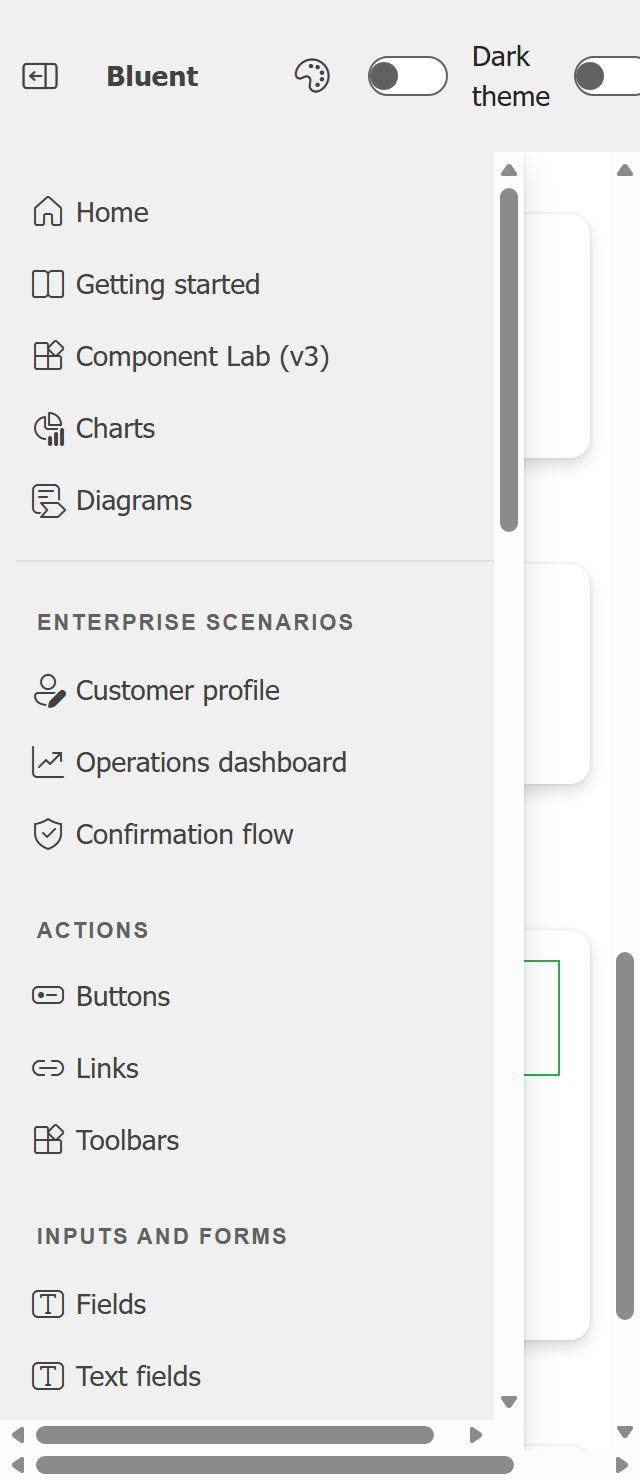 Bluent
Dark
theme
Home
Getting started
Component Lab (v3)
Charts
Diagrams
ENTERPRISE SCENARIOS
Customer profile
Operations dashboard
Confirmation flow
ACTIONS
Buttons
Links
Toolbars
INPUTS AND FORMS
Fields
Text fields